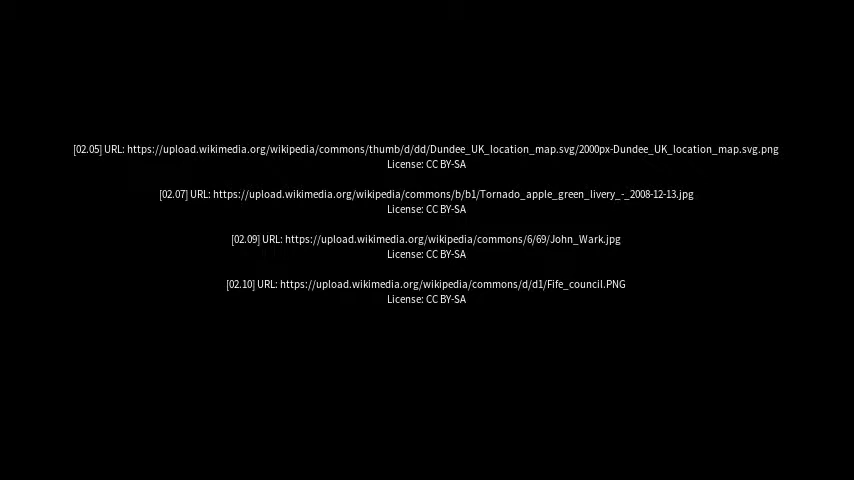 [02.05] URL: https://upload.wikimedia.org/wikipedia/commons/thumb/d/dd/Dundee_UK_location_map.svg/2000px-Dundee_UK_location_map.svg.png
License: CC BY-SA
[02.07] URL: https://upload.wikimedia.org/wikipedia/commons/b/b1/Tornado_apple_green_livery_-_2008-12-13.jpg
License: CC BY-SA
[02.09] URL: https://upload.wikimedia.org/wikipedia/commons/6/69/John_Wark.jpg
License: CC BY-SA
[02.10] URL: https://upload.wikimedia.org/wikipedia/commons/d/d1/Fife_council.PNG
License: CC BY-SA